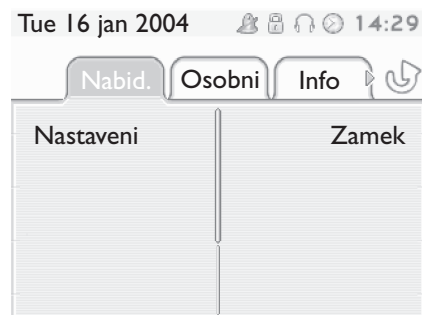 Tue 16 jan 2004 14:29
Nabid. Osobni Info
Nastaveni Zamek